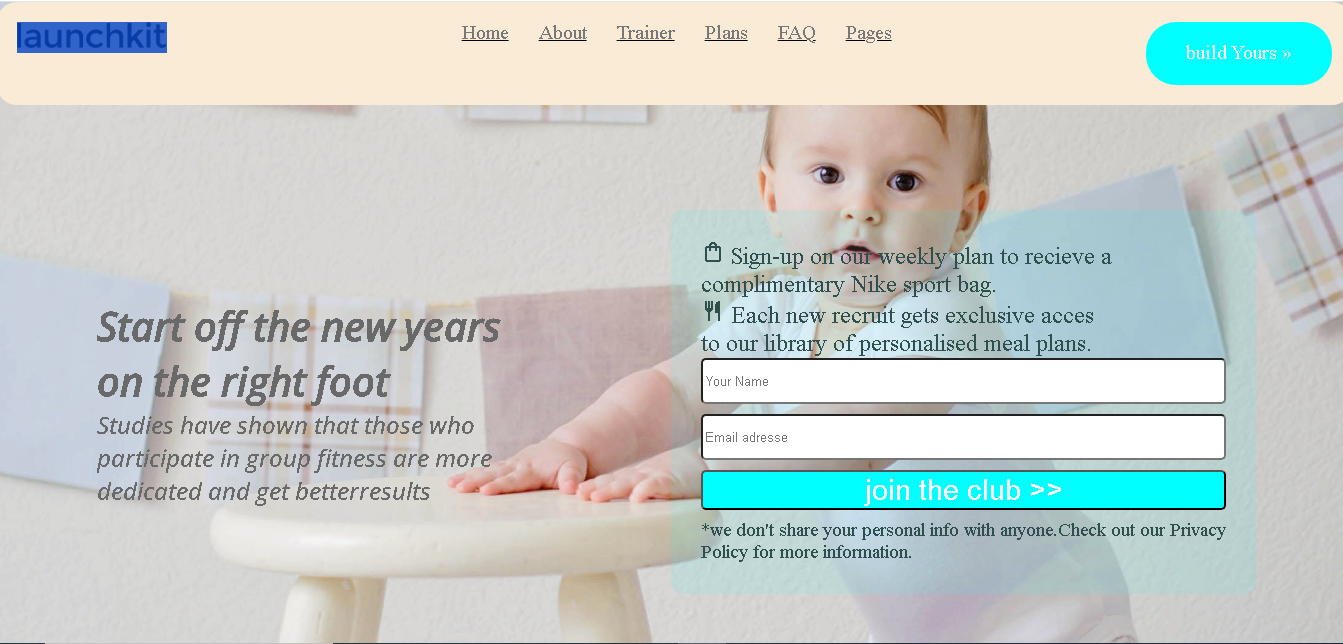 launchkit
Home About Trainer Plans FAQ Pages
build Yours »
Start off the new years
on the right foot
Studies have shown that those who
participate in group fitness are more
dedicated and get betterresults
Sign-up on our weekly plan to recieve a
complimentary Nike sport bag.
Each new recruit gets exclusive acces
to our library of personalised meal plans.
Your Name
Email adresse
join the club >>
*we don't share your personal info with anyone.Check out our Privacy
Policy for more information.